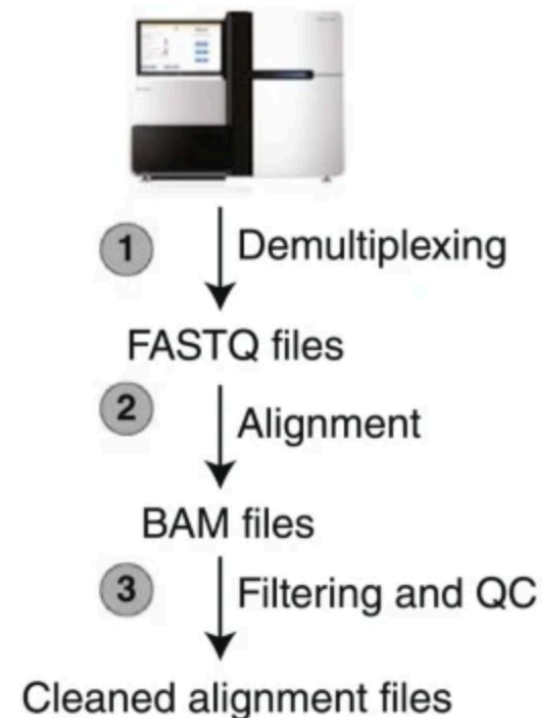 1 Demultiplexing
FASTQ files
2 Alignment
BAM files
3 Filtering and QC
Cleaned alignment files